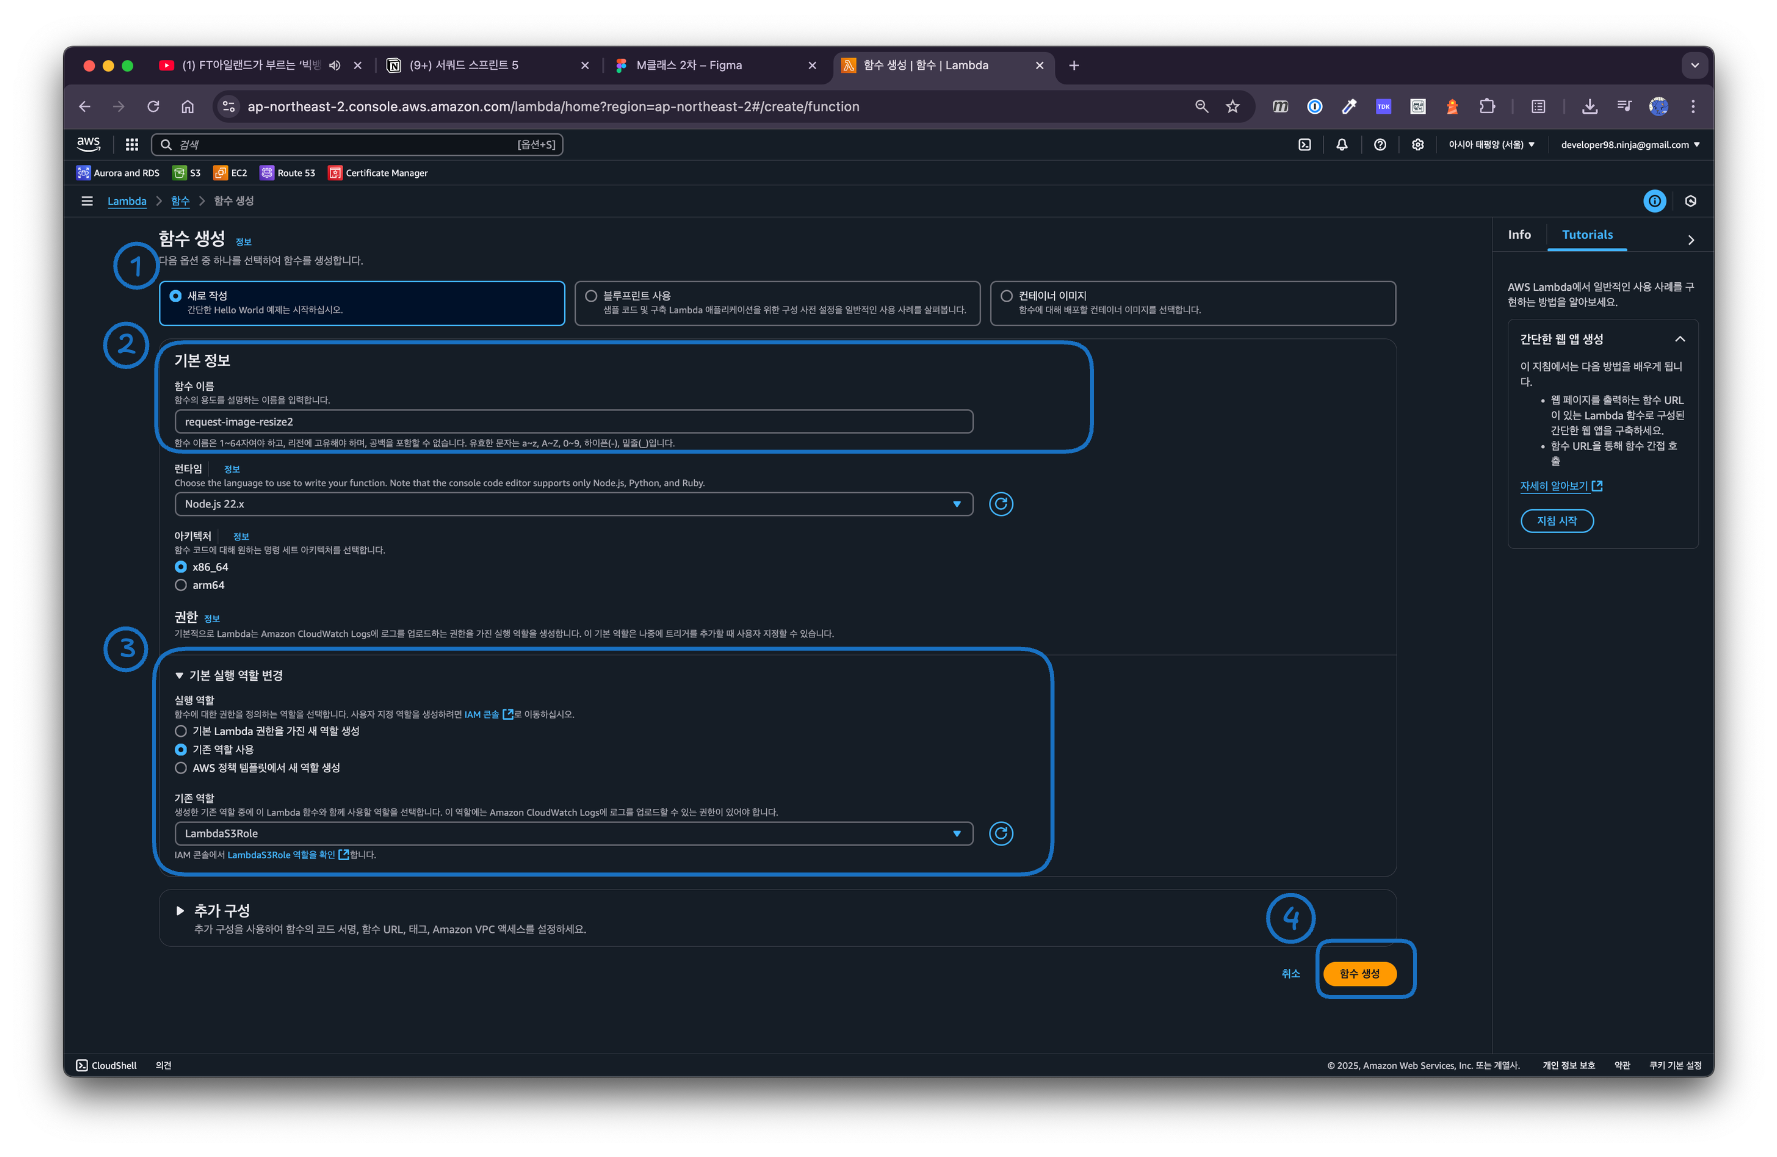 (1) FT아일랜드가 부르는 '빅뱅
(9+) 서쿼드 스프린트 5
M클래스 2차 – Figma
함수 생성 | 함수 | Lambda
ap-northeast-2.console.aws.amazon.com/lambda/home?region=ap-northeast-2#/create/function
TDK
aws
검색
[옵션+S]
아시아 태평양 (서울)
developer98.ninja@gmail.com
Aurora and RDS
S3
EC2
Route 53
Certificate Manager
Lambda
함수
함수 생성
1
함수 생성 정보
다음 옵션 중 하나를 선택하여 함수를 생성합니다.
새로 작성
간단한 Hello World 예제는 시작하십시오.
블루프린트 사용
샘플 코드 및 구축 Lambda 애플리케이션을 위한 구성 사전 설정을 일반적인 사용 사례를 살펴봅니다.
컨테이너 이미지
함수에 대해 배포할 컨테이너 이미지를 선택합니다.
2
기본 정보
함수 이름
함수의 용도를 설명하는 이름을 입력합니다.
request-image-resize2
함수 이름은 1~64자여야 하고, 리전에 고유해야 하며, 공백을 포함할 수 없습니다. 유효한 문자는 a~z, A~Z, 0~9, 하이픈(-), 밑줄(_)입니다.
런타임 정보
Choose the language to use to write your function. Note that the console code editor supports only Node.js, Python, and Ruby.
Node.js 22.x
아키텍처 정보
함수 코드에 대해 원하는 명령 세트 아키텍처를 선택합니다.
x86_64
arm64
권한 정보
기본적으로 Lambda는 Amazon CloudWatch Logs에 로그를 업로드하는 권한을 가진 실행 역할을 생성합니다. 이 기본 역할은 나중에 트리거를 추가할 때 사용자 지정할 수 있습니다.
3
기본 실행 역할 변경
실행 역할
함수에 대한 권한을 정의하는 역할을 선택합니다. 사용자 지정 역할을 생성하려면 IAM 콘솔로 이동하십시오.
기본 Lambda 권한을 가진 새 역할 생성
기존 역할 사용
AWS 정책 템플릿에서 새 역할 생성
기존 역할
생성한 기존 역할 중에 이 Lambda 함수와 함께 사용할 역할을 선택합니다. 이 역할에는 Amazon CloudWatch Logs에 로그를 업로드할 수 있는 권한이 있어야 합니다.
LambdaS3Role
IAM 콘솔에서 LambdaS3Role 역할을 확인합니다.
추가 구성
추가 구성을 사용하여 함수의 코드 서명, 함수 URL, 태그, Amazon VPC 액세스를 설정하세요.
4
취소
함수 생성
Info
Tutorials
AWS Lambda에서 일반적인 사용 사례를 구
현하는 방법을 알아보세요.
간단한 웹 앱 생성
이 지침에서는 다음 방법을 배우게 됩니
다.
• 웹 페이지를 출력하는 함수 URL
이 있는 Lambda 함수로 구성된
간단한 웹 앱을 구축하세요.
• 함수 URL을 통해 함수 간접 호
출
자세히 알아보기
지침 시작
CloudShell
의견
© 2025, Amazon Web Services, Inc. 또는 계열사.
개인 정보 보호
약관
쿠키 기본 설정